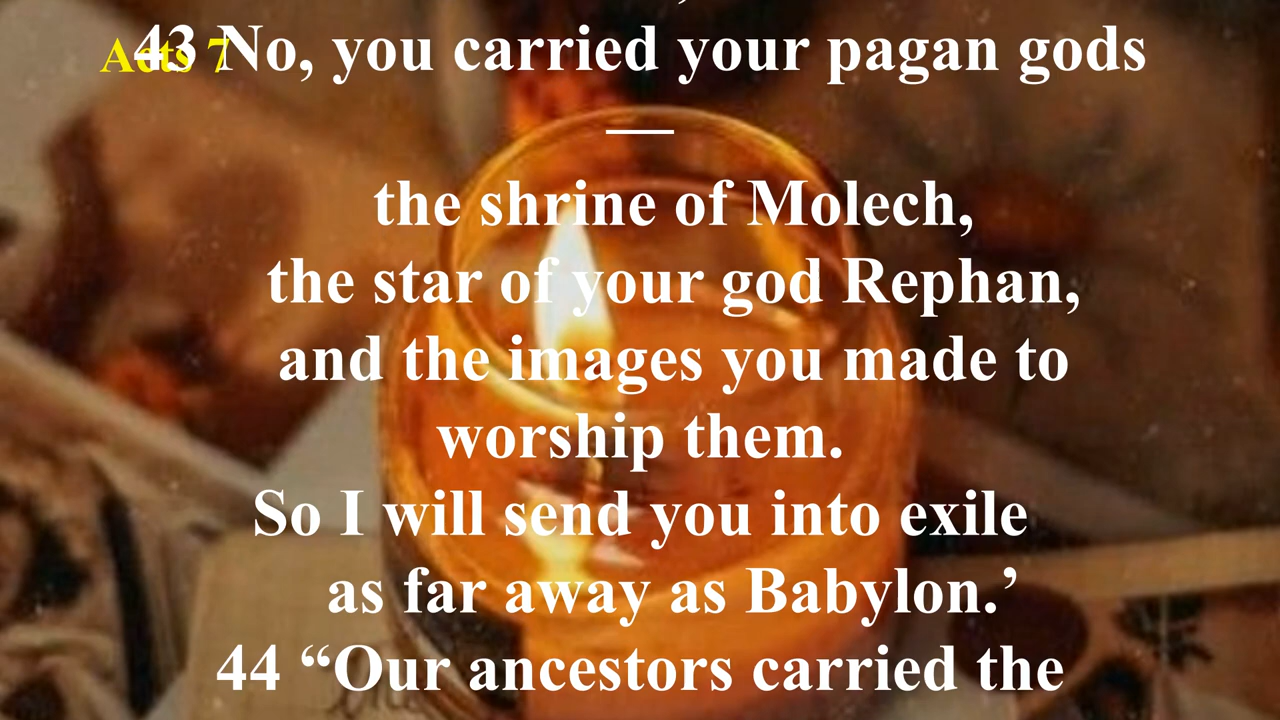 Acts 7
43 No, you carried your pagan gods
—
the shrine of Molech,
the star of your god Rephan,
and the images you made to
worship them.
So I will send you into exile
as far away as Babylon.’
44 “Our ancestors carried the